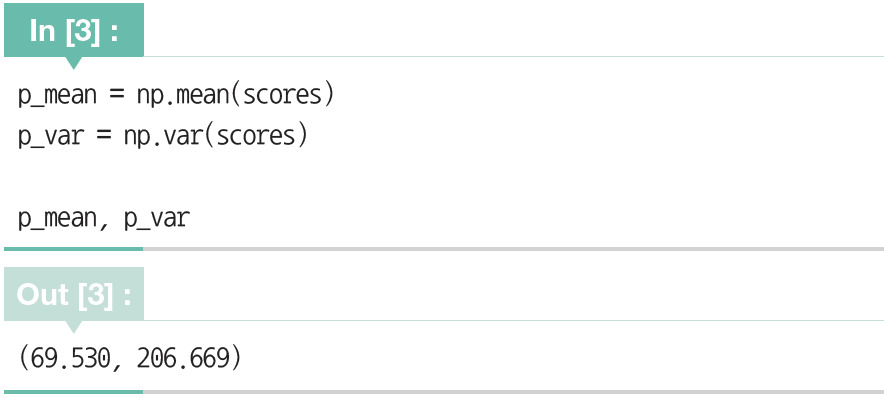 In [3] :
p_mean = np.mean(scores)
p_var = np.var(scores)
p_mean, p_var
Out [3] :
(69.530, 206.669)